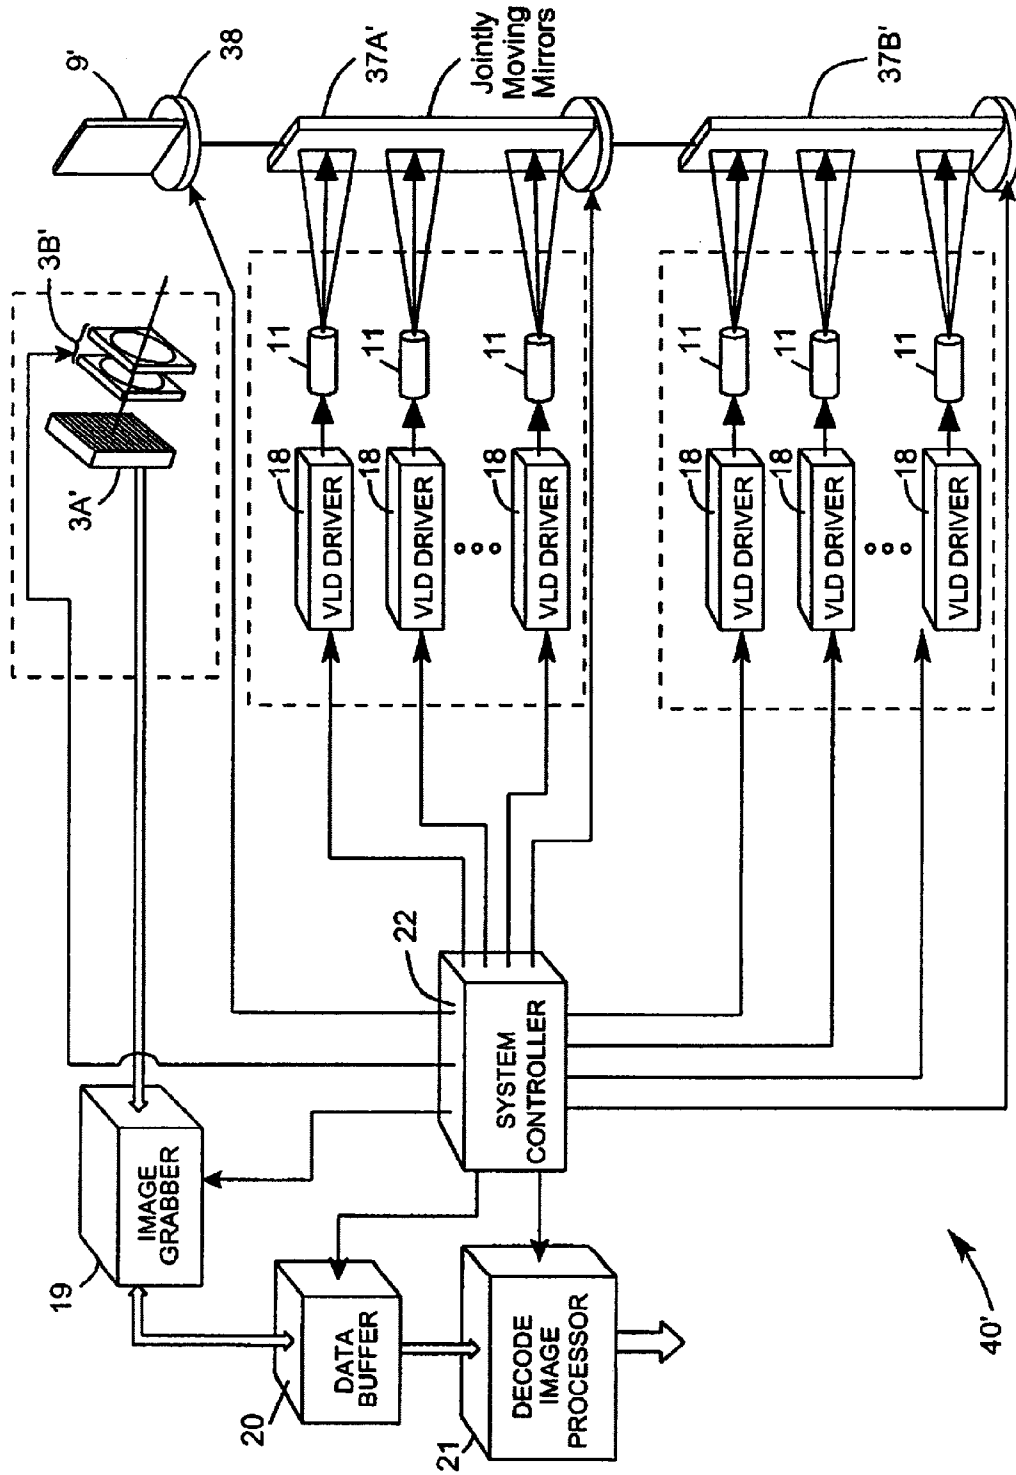 19
IMAGE
GRABBER
3A'
3B'
9'
38
20
DATA
BUFFER
22
SYSTEM
CONTROLLER
18
VLD DRIVER
11
18
VLD DRIVER
11
18
VLD DRIVER
11
37A'
Jointly
Moving
Mirrors
21
DECODE
IMAGE
PROCESSOR
18
VLD DRIVER
11
18
VLD DRIVER
11
18
VLD DRIVER
11
37B'
40'